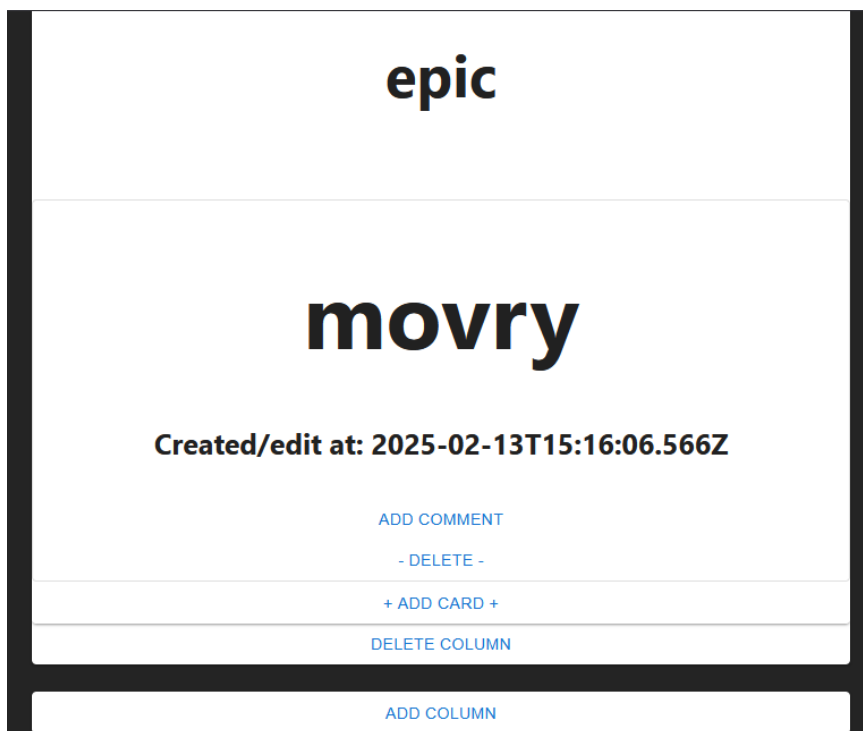 epic
movry
Created/edit at: 2025-02-13T15:16:06.566Z
ADD COMMENT
- DELETE -
+ ADD CARD +
DELETE COLUMN
ADD COLUMN